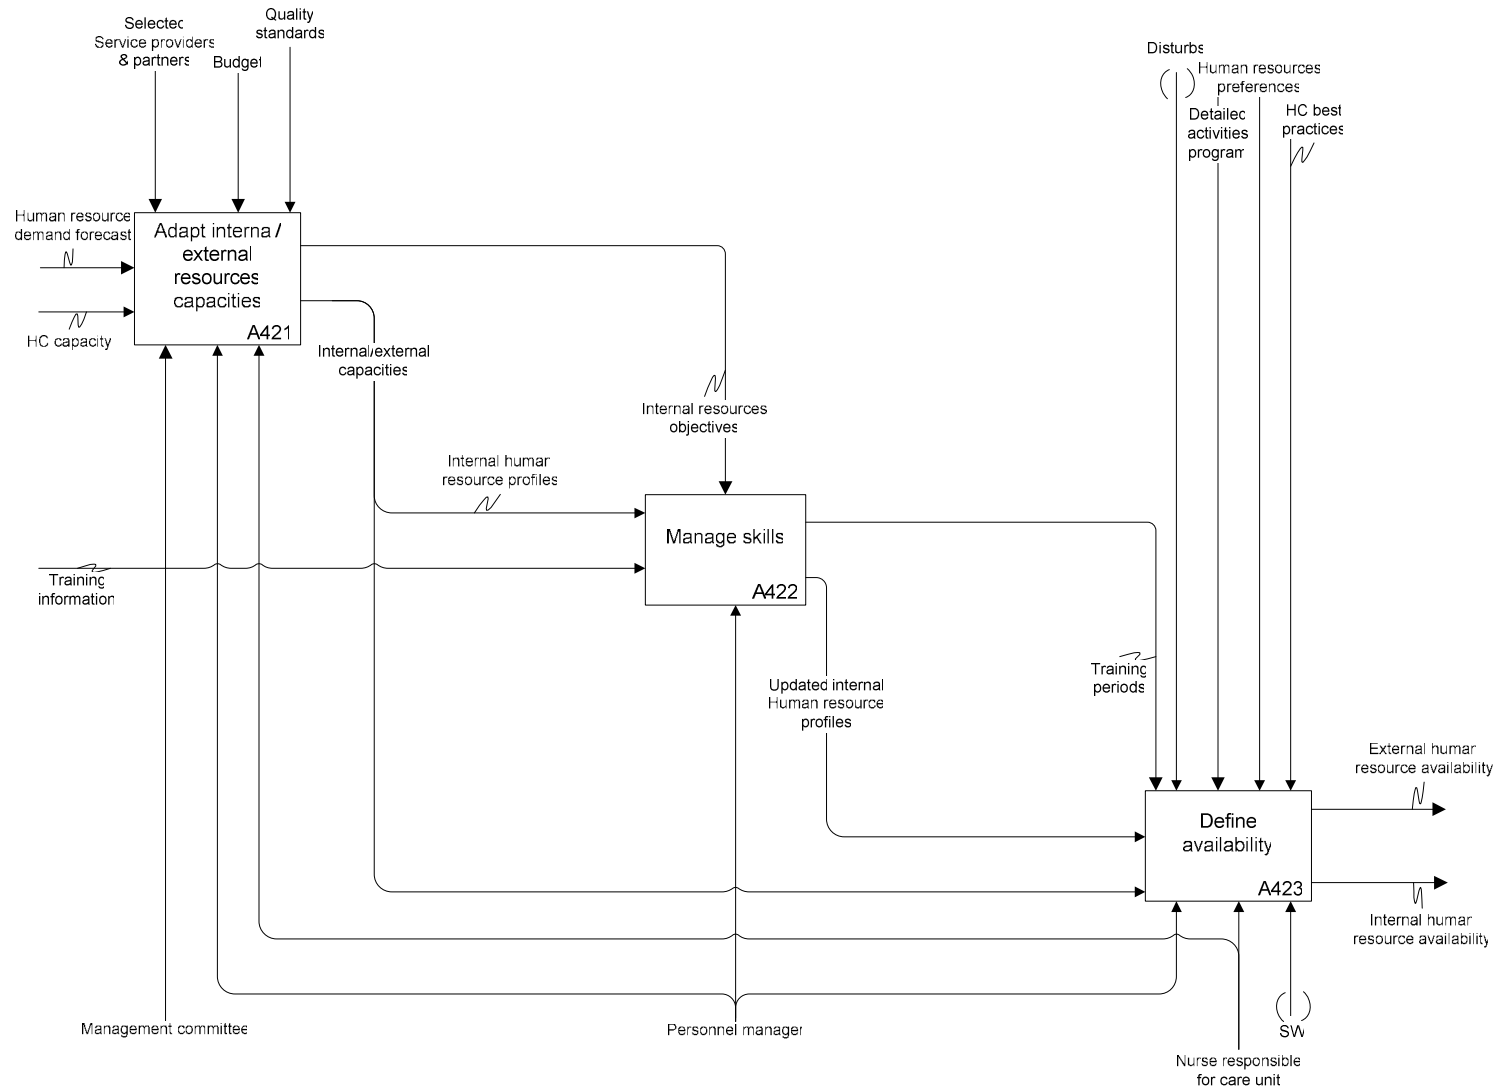 Selected
Service providers
& partners
Budget
Quality
standards
Disturbs
Human resources
preferences
Detailed
activities
program
HC best
practices
Human resource
demand forecast
HC capacity
Adapt interna/
external
resources
capacities
A421
Internal/external
capacities
Internal resources
objectives
Internal human
resource profiles
Training
information
Manage skills
A422
Updated internal
Human resource
profiles
Training
periods
External human
resource availability
Define
availability
A423
Internal human
resource availability
Management committee
Personnel manager
SW
Nurse responsible
for care unit